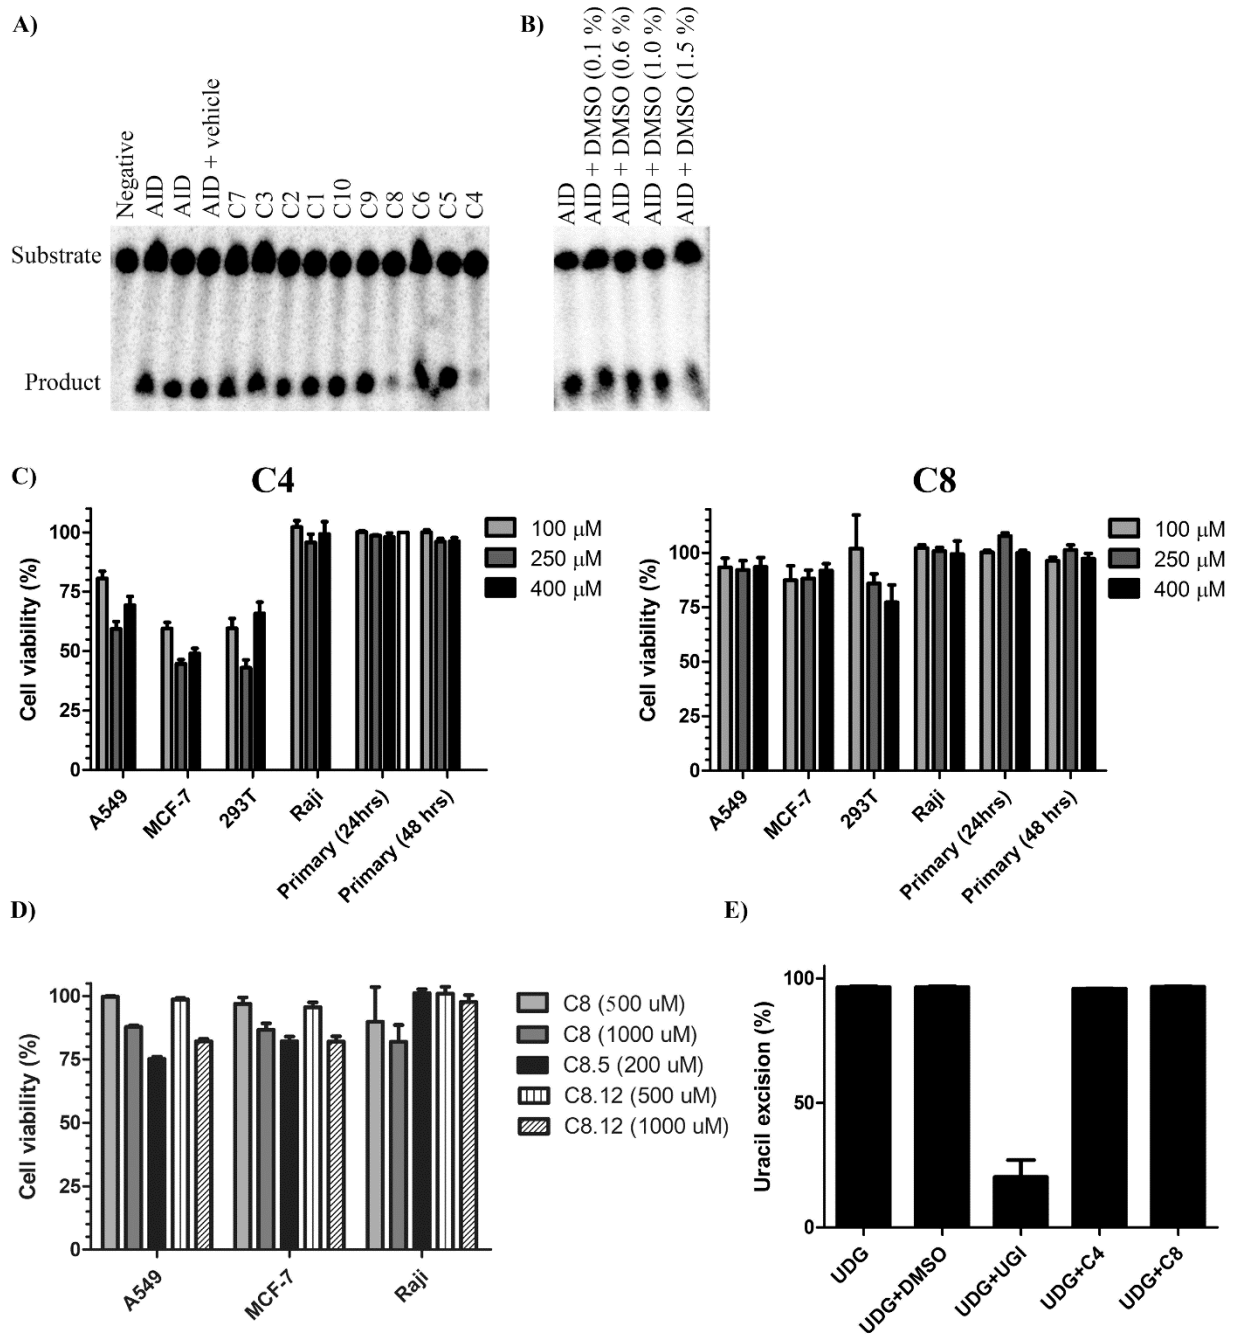 A)
Negative
AID
AID
AID + vehicle
C7
C3
C2
C1
C10
C9
C8
C6
C5
C4
Substrate
Product
B)
AID
AID + DMSO (0.1 %)
AID + DMSO (0.6 %)
AID + DMSO (1.0 %)
AID + DMSO (1.5 %)
C)
C4
Cell viability (%)
100
75
50
25
0
A549
MCF-7
293T
Raji
Primary (24hrs)
Primary (48 hrs)
100 μM
250 μM
400 μM
C8
Cell viability (%)
100
75
50
25
0
A549
MCF-7
293T
Raji
Primary (24hrs)
Primary (48 hrs)
100 μM
250 μM
400 μM
D)
Cell viability (%)
100
75
50
25
0
A549
MCF-7
Raji
C8 (500 uM)
C8 (1000 uM)
C8.5 (200 uM)
C8.12 (500 uM)
C8.12 (1000 uM)
E)
Uracil excision (%)
100
50
0
UDG
UDG+DMSO
UDG+UGI
UDG+C4
UDG+C8